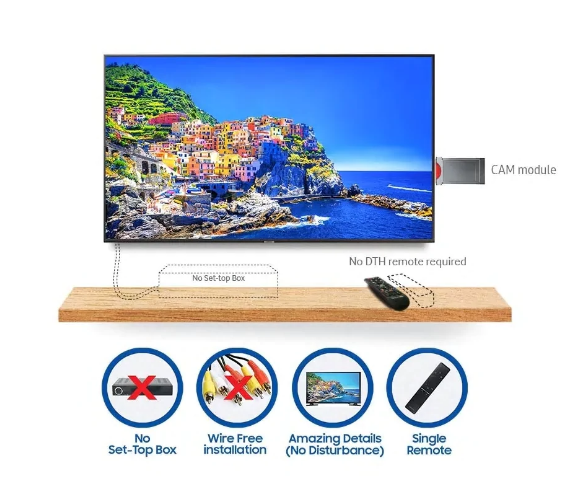 CAM module
No DTH remote required
No Set-top Box
No
Set-Top Box
Wire Free
installation
Amazing Details
(No Disturbance)
Single
Remote